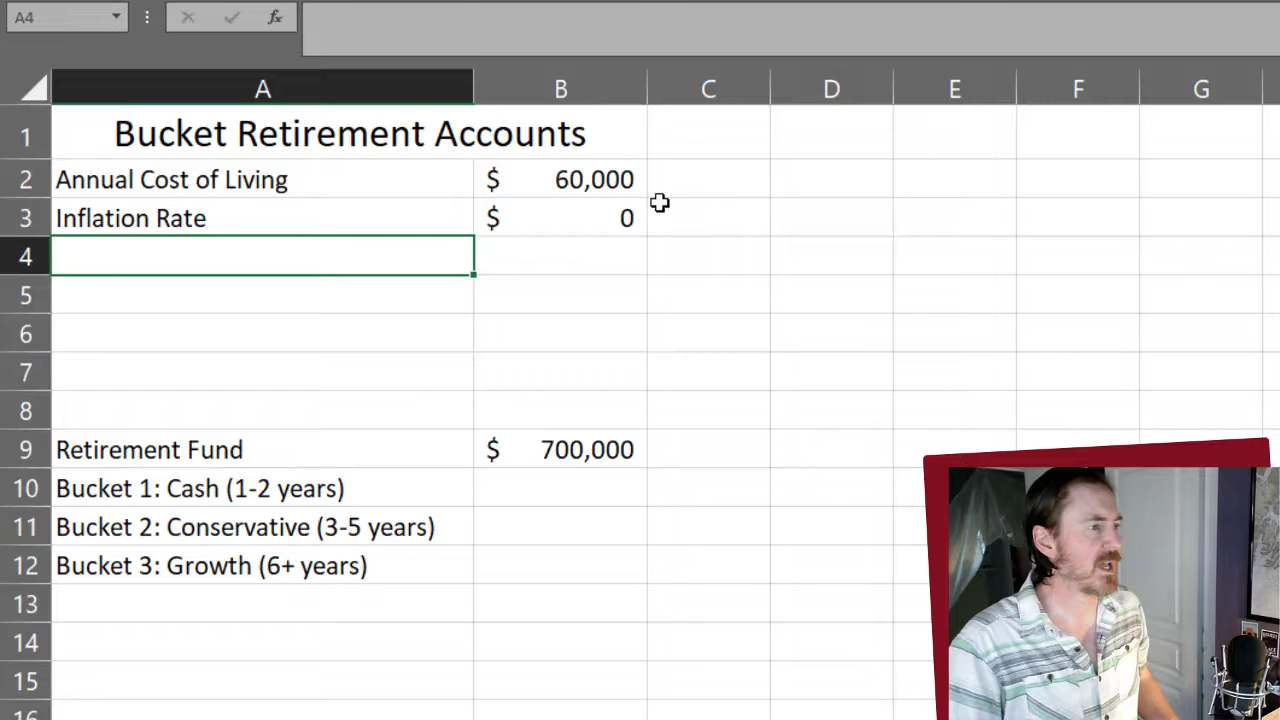 A4
fx
A B C D E F G
1 Bucket Retirement Accounts
2 Annual Cost of Living $ 60,000
3 Inflation Rate $ 0
4
5
6
7
8
9 Retirement Fund $ 700,000
10 Bucket 1: Cash (1-2 years)
11 Bucket 2: Conservative (3-5 years)
12 Bucket 3: Growth (6+ years)
13
14
15
16